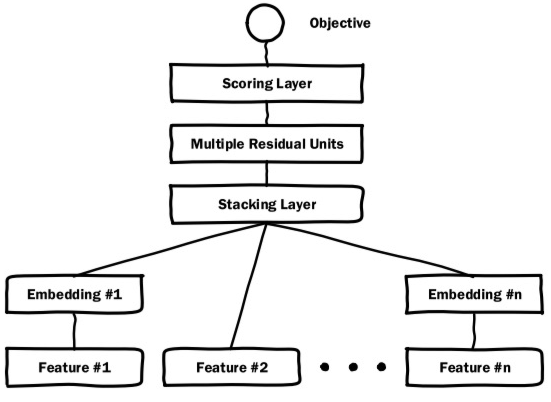 Objective
Scoring Layer
Multiple Residual Units
Stacking Layer
Embedding #1
Embedding #n
Feature #1
Feature #2
Feature #n